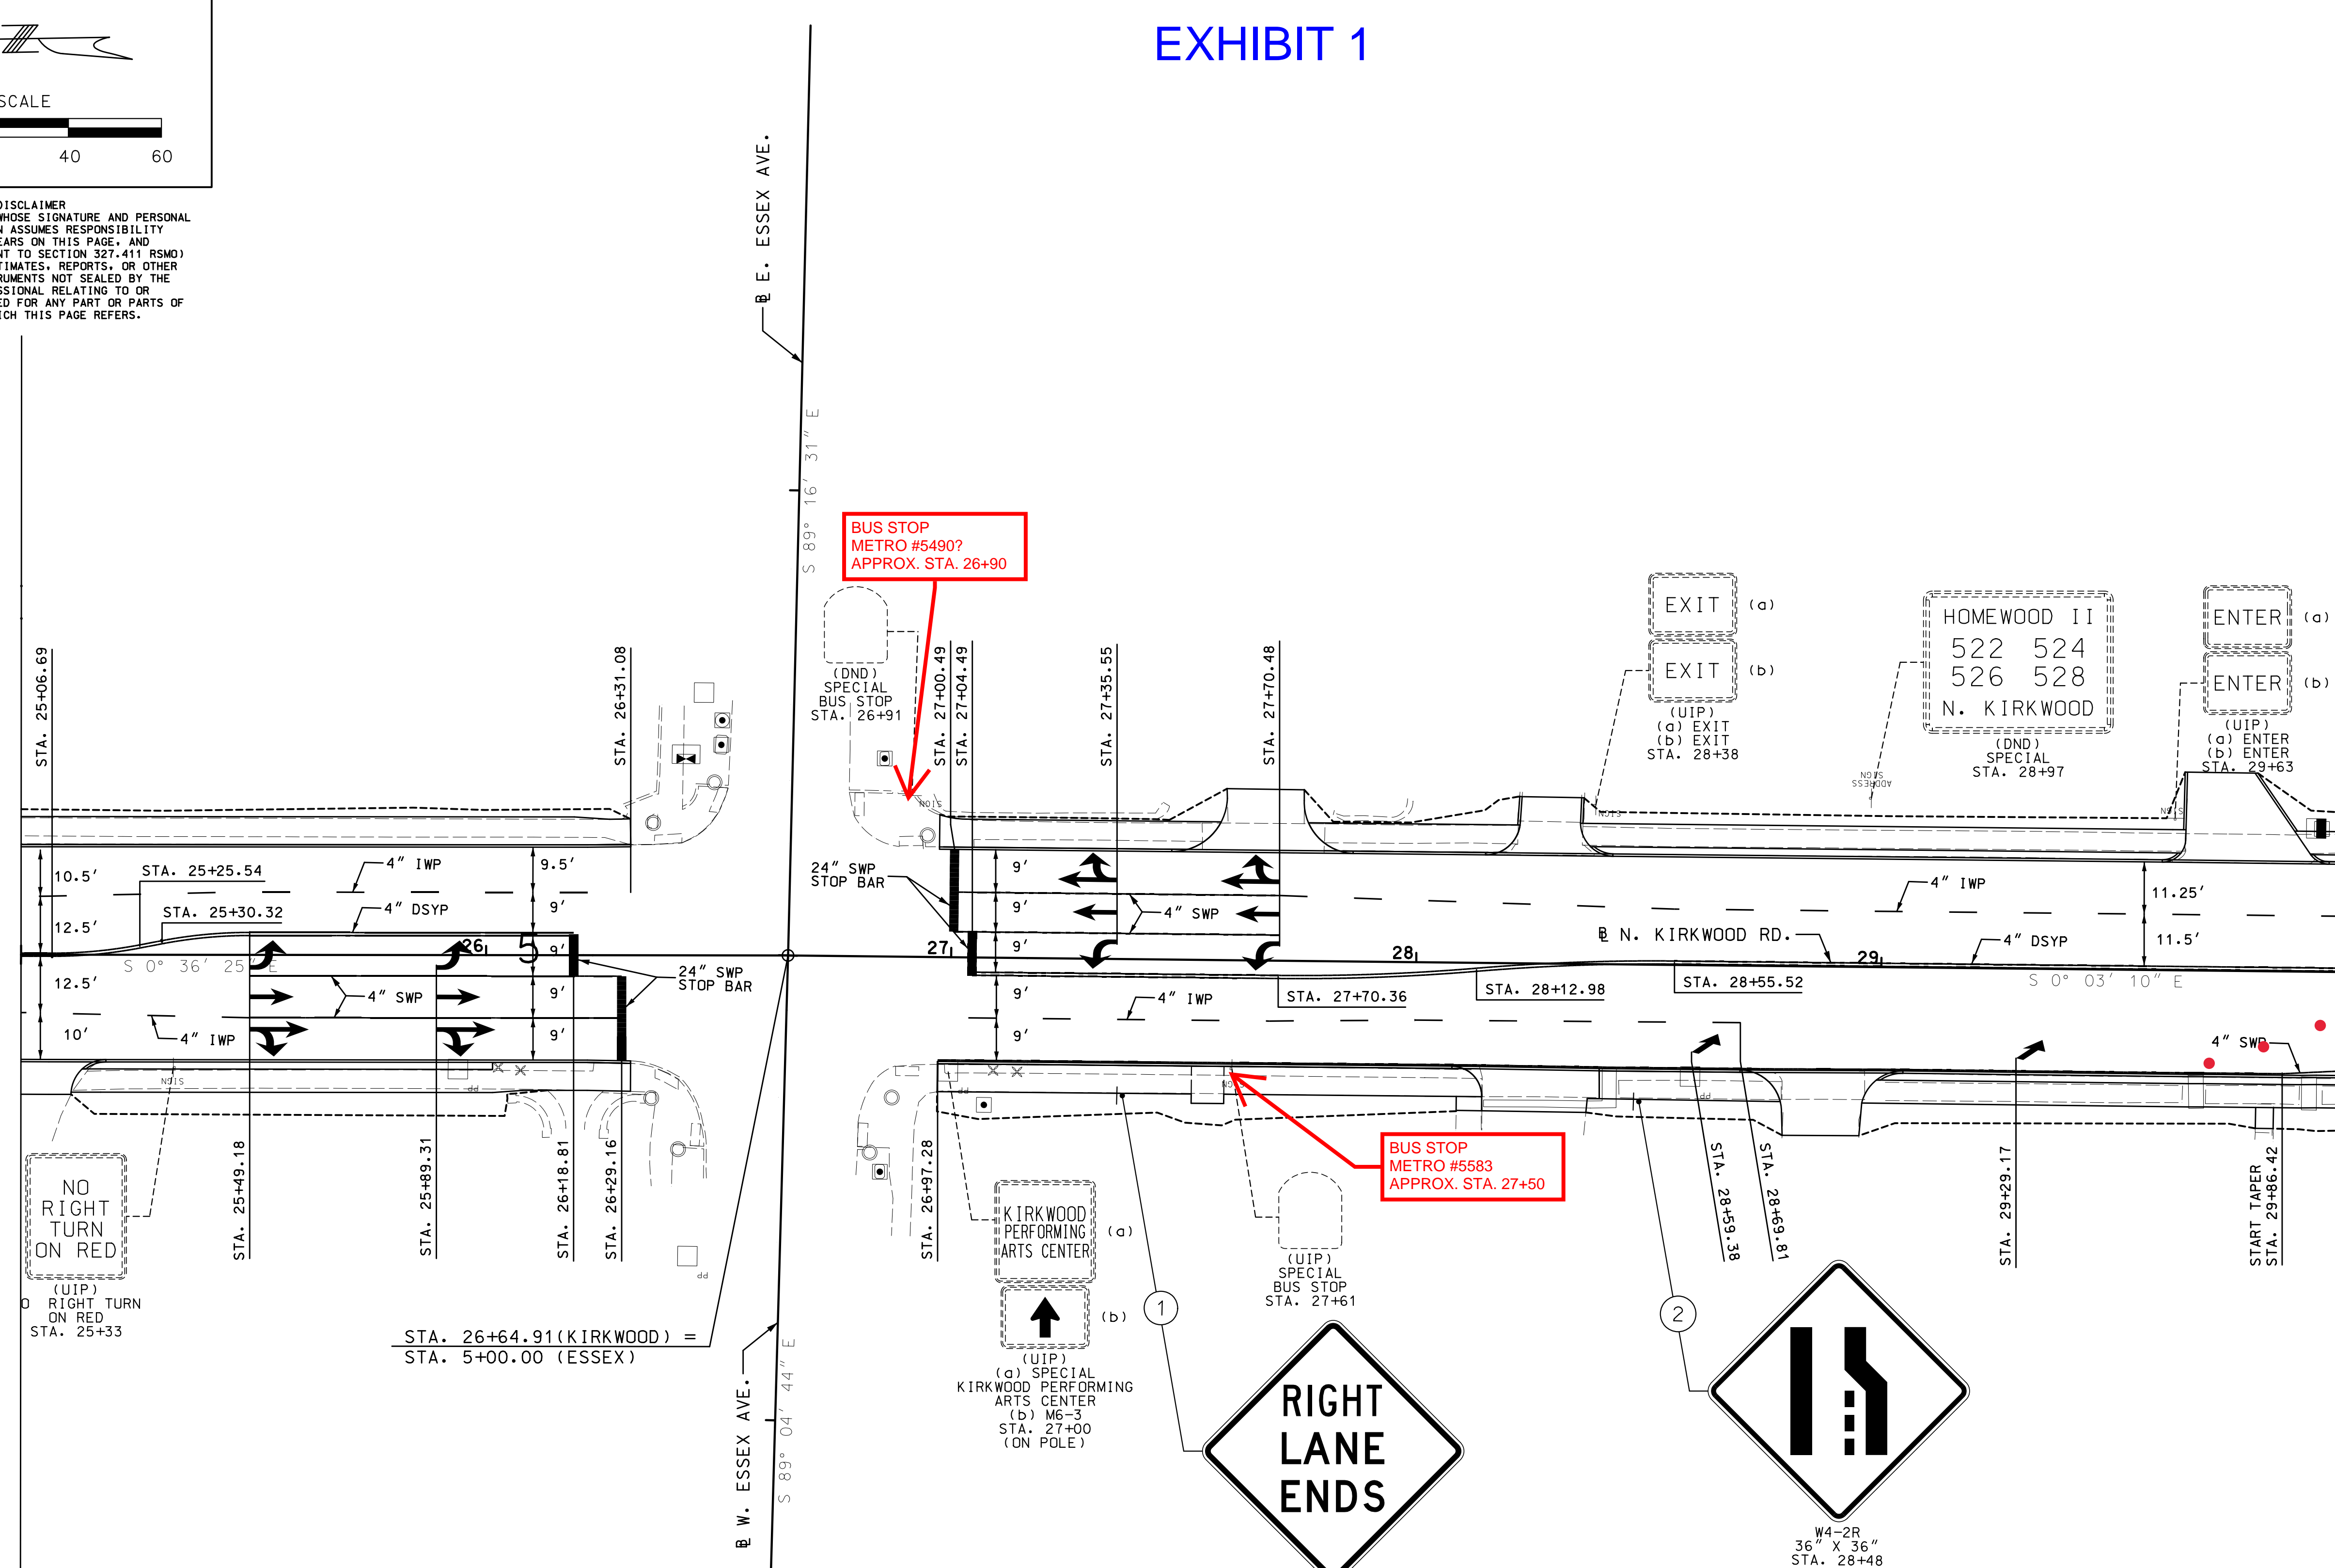 EXHIBIT 1
SCALE
40 60
DISCLAIMER
WHOSE SIGNATURE AND PERSONAL
N ASSUMES RESPONSIBILITY
EARS ON THIS PAGE, AND
NT TO SECTION 327.411 RSMO)
TIMATES, REPORTS, OR OTHER
RUMENTS NOT SEALED BY THE
SSIONAL RELATING TO OR
ED FOR ANY PART OR PARTS OF
ICH THIS PAGE REFERS.
℄ E. ESSEX AVE.
S 89° 16' 31" E
BUS STOP
METRO #5490?
APPROX. STA. 26+90
(DND)
SPECIAL
BUS STOP
STA. 26+91
STA. 25+06.69
STA. 26+31.08
STA. 27+00.49
STA. 27+04.49
STA. 27+35.55
STA. 27+70.48
EXIT (a)
EXIT (b)
(UIP)
(a) EXIT
(b) EXIT
STA. 28+38
HOMEWOOD II
522 524
526 528
N. KIRKWOOD
(DND)
SPECIAL
STA. 28+97
ENTER (a)
ENTER (b)
(UIP)
(a) ENTER
(b) ENTER
STA. 29+63
ADDRESS
SIGN
SIGN
SIGN
SIGN
10.5'
STA. 25+25.54
4" IWP
9.5'
12.5'
STA. 25+30.32
4" DSYP
9'
26
5
9'
S 0° 36' 25" E
12.5'
4" SWP
9'
10'
4" IWP
9'
24" SWP
STOP BAR
24" SWP
STOP BAR
9'
9'
4" SWP
27
9'
9'
4" IWP
9'
STA. 27+70.36
28
STA. 28+12.98
STA. 28+55.52
4" IWP
11.25'
℄ N. KIRKWOOD RD.
29
4" DSYP
11.5'
S 0° 03' 10" E
4" SWP
SIGN
PP
PP
PP
PP
NO
RIGHT
TURN
ON RED
(UIP)
O RIGHT TURN
ON RED
STA. 25+33
STA. 25+49.18
STA. 25+89.31
STA. 26+18.81
STA. 26+29.16
STA. 26+64.91(KIRKWOOD) =
STA. 5+00.00 (ESSEX)
℄ W. ESSEX AVE.
S 89° 04' 44" E
STA. 26+97.28
KIRKWOOD
PERFORMING
ARTS CENTER
(a)
(b)
(UIP)
(a) SPECIAL
KIRKWOOD PERFORMING
ARTS CENTER
(b) M6-3
STA. 27+00
(ON POLE)
1
RIGHT
LANE
ENDS
(UIP)
SPECIAL
BUS STOP
STA. 27+61
BUS STOP
METRO #5583
APPROX. STA. 27+50
2
STA. 28+59.38
STA. 28+69.81
STA. 29+29.17
START TAPER
STA. 29+86.42
W4-2R
36" X 36"
STA. 28+48